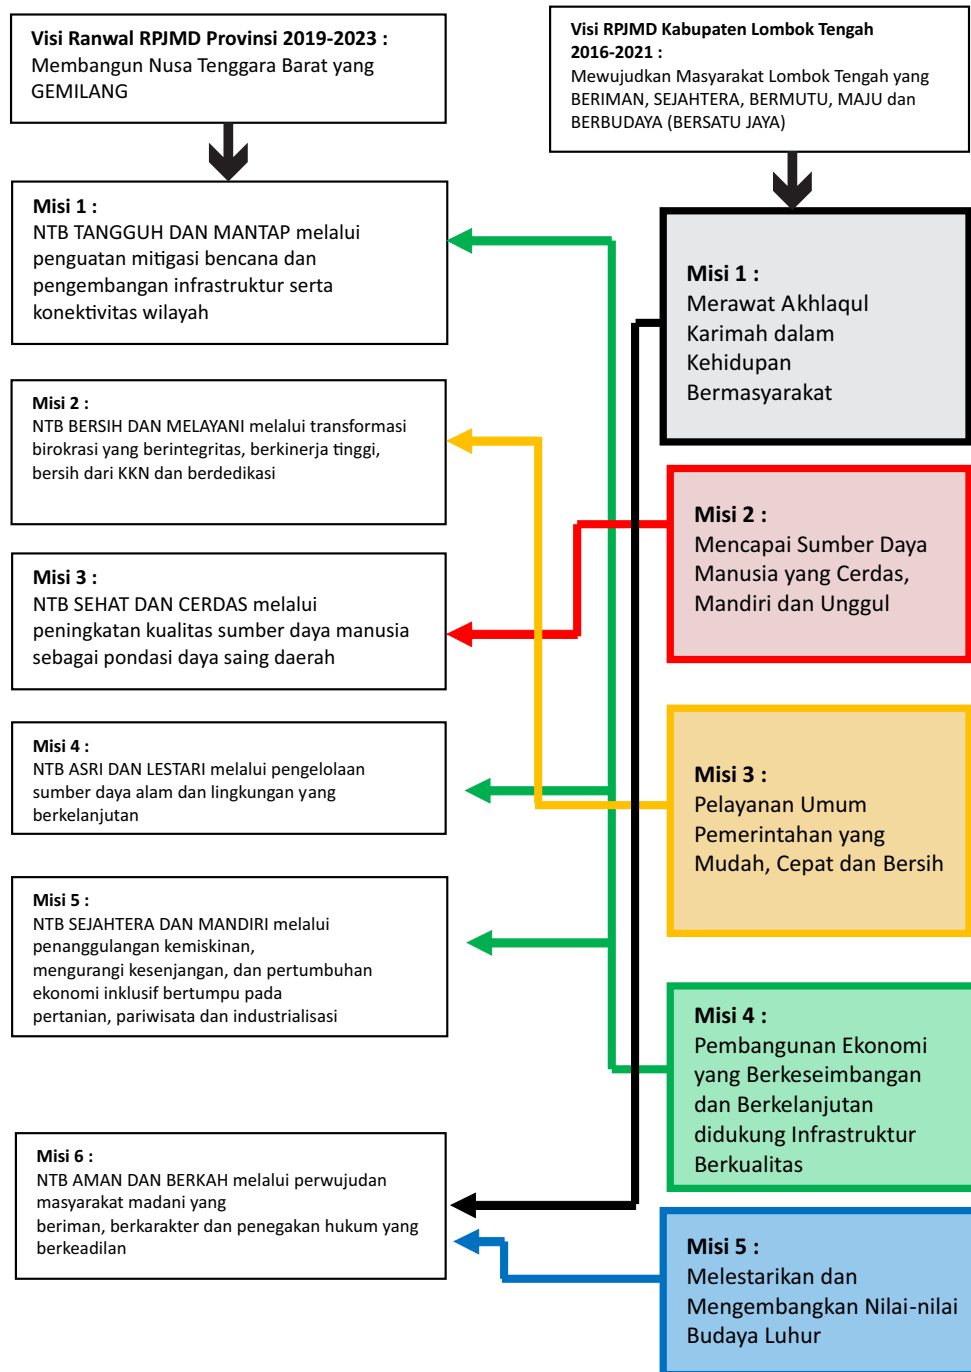 Visi Ranwal RPJMD Provinsi 2019-2023 :
Membangun Nusa Tenggara Barat yang
GEMILANG
Misi 1 :
NTB TANGGUH DAN MANTAP melalui
penguatan mitigasi bencana dan
pengembangan infrastruktur serta
konektivitas wilayah
Misi 2 :
NTB BERSIH DAN MELAYANI melalui transformasi
birokrasi yang berintegritas, berkinerja tinggi,
bersih dari KKN dan berdedikasi
Misi 3 :
NTB SEHAT DAN CERDAS melalui
peningkatan kualitas sumber daya manusia
sebagai pondasi daya saing daerah
Misi 4 :
NTB ASRI DAN LESTARI melalui pengelolaan
sumber daya alam dan lingkungan yang
berkelanjutan
Misi 5 :
NTB SEJAHTERA DAN MANDIRI melalui
penanggulangan kemiskinan,
mengurangi kesenjangan, dan pertumbuhan
ekonomi inklusif bertumpu pada
pertanian, pariwisata dan industrialisasi
Misi 6 :
NTB AMAN DAN BERKAH melalui perwujudan
masyarakat madani yang
beriman, berkarakter dan penegakan hukum yang
berkeadilan
Visi RPJMD Kabupaten Lombok Tengah
2016-2021 :
Mewujudkan Masyarakat Lombok Tengah yang
BERIMAN, SEJAHTERA, BERMUTU, MAJU dan
BERBUDAYA (BERSATU JAYA)
Misi 1 :
Merawat Akhlaqul
Karimah dalam
Kehidupan
Bermasyarakat
Misi 2 :
Mencapai Sumber Daya
Manusia yang Cerdas,
Mandiri dan Unggul
Misi 3 :
Pelayanan Umum
Pemerintahan yang
Mudah, Cepat dan Bersih
Misi 4 :
Pembangunan Ekonomi
yang Berkeseimbangan
dan Berkelanjutan
didukung Infrastruktur
Berkualitas
Misi 5 :
Melestarikan dan
Mengembangkan Nilai-nilai
Budaya Luhur